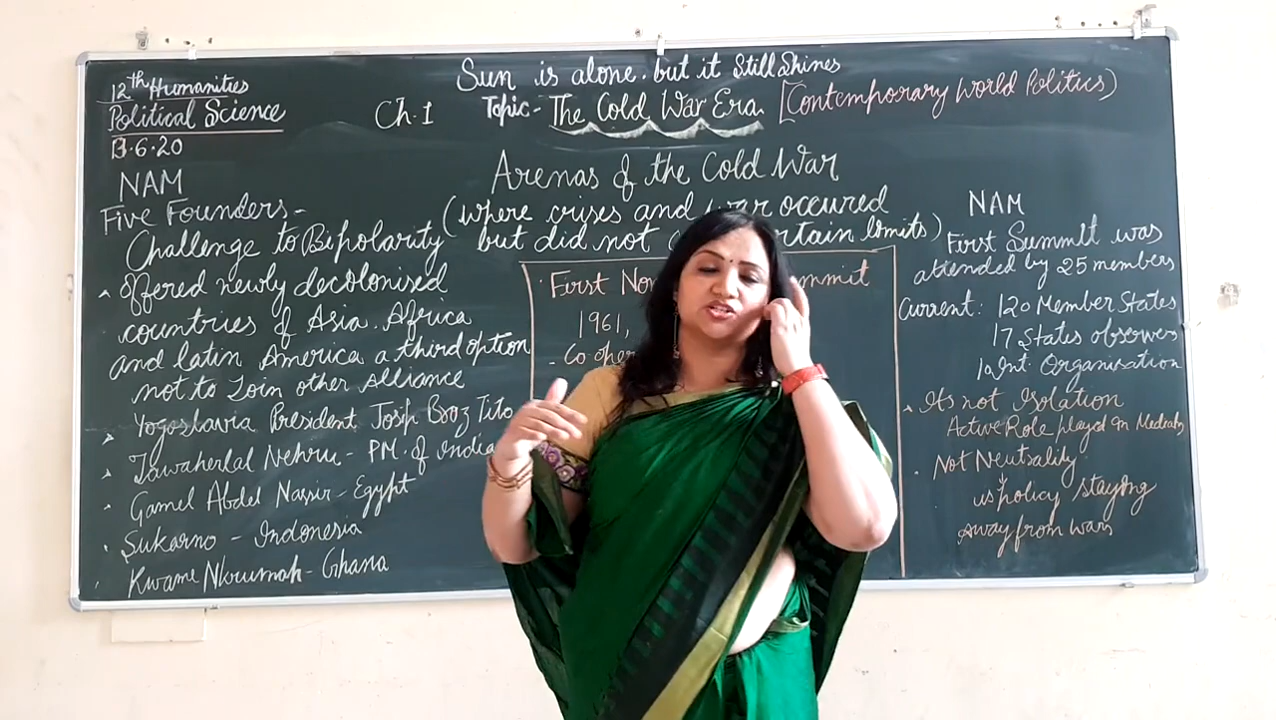 Sun is alone. but it Still Shines
12th Humanities
Political Science
Ch. 1
Topic- The Cold War Era [Contemporary World Politics)
13.6.20
Arenas of the Cold War
(where crises and war occured
but did not rtain limits)
NAM
Five Founders-
Challenge to Bipolarity
offered newly decolonised
countries of Asia. Africa
and latin America a third option
not to Join other Alliance
Yogoslavia President Josip Broz Tito
Jawaherlal Nehru - PM. of India
Gamel Abdel Nassir - Egypt
Sukarno - Indonesia
Kwame Nkrumah - Ghana
First Non mmit
1961,
- Co oper
NAM
First Summit was
attended by 25 members
Current: 120 Member States
17 States observers
10 Int. Organisation
Its not Isolation
Active Role played in
Not Neutrality
policy staying
away from wars